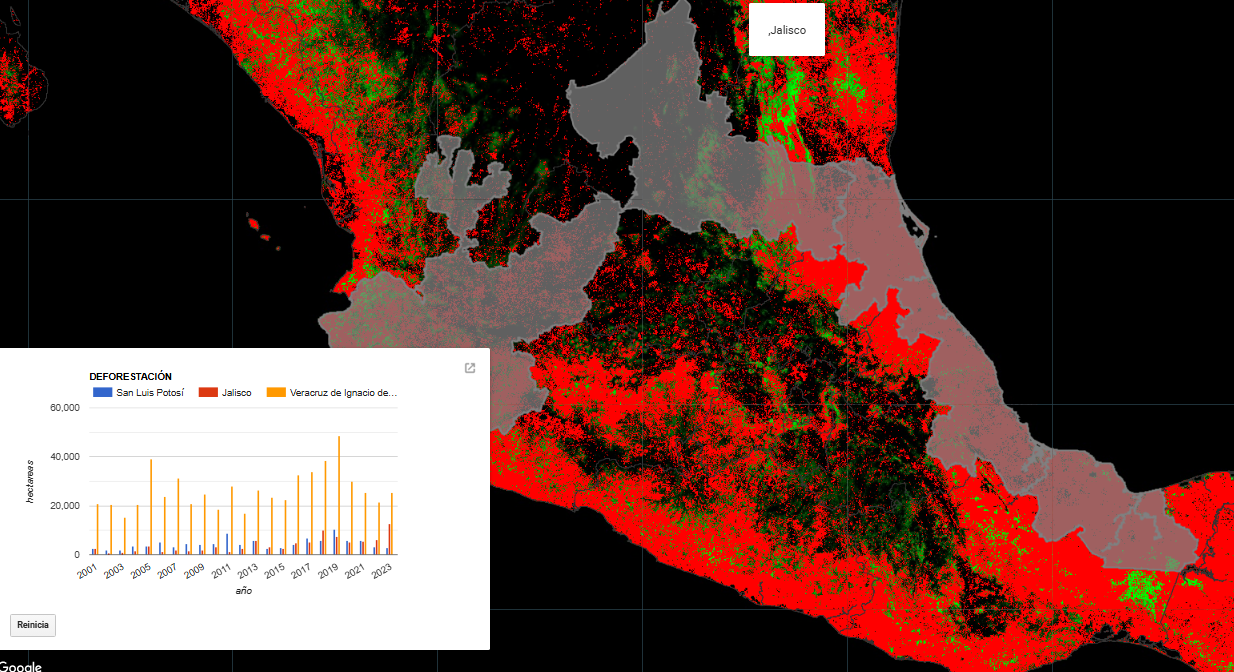 ,Jalisco
DEFORESTACIÓN
San Luis Potosí Jalisco Veracruz de Ignacio de...
60,000
40,000
20,000
0
hectareas
2001 2003 2005 2007 2009 2011 2013 2015 2017 2019 2021 2023
año
Reinicia
Google